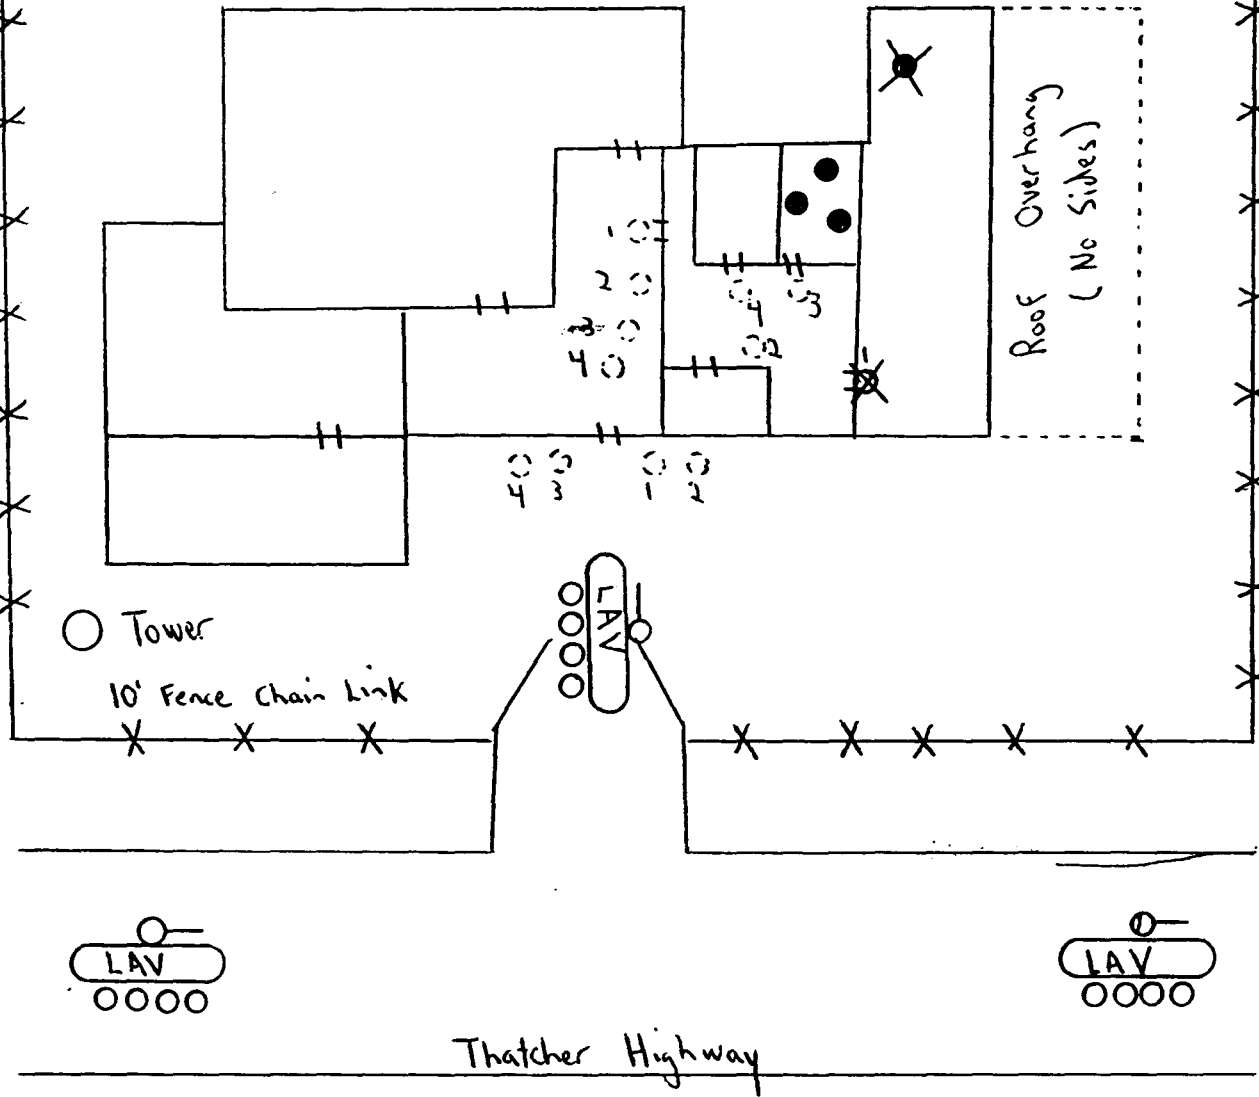 Roof Overhang
(No Sides)
1
2
3
4
4
3
2
1
4 3 1 2
LAV
Tower
10' Fence Chain Link
LAV
LAV
Thatcher Highway